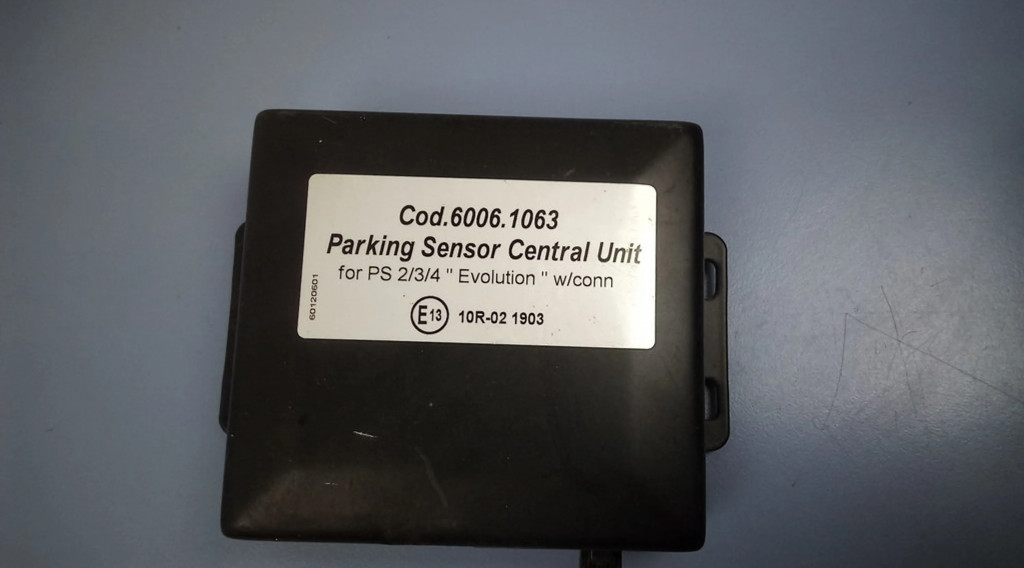 Cod.6006.1063
Parking Sensor Central Unit
for PS 2/3/4 " Evolution " w/conn
E13 10R-02 1903
60120601